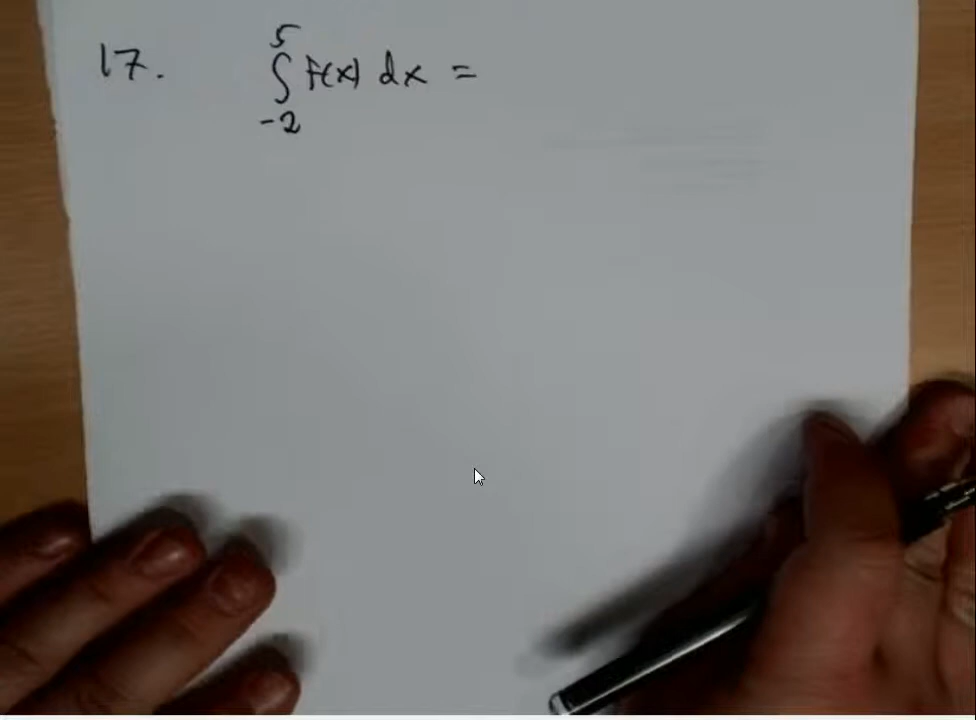 17. ∫_{-2}^{5} f(x) dx =